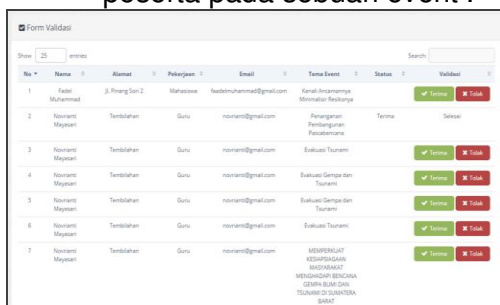 peserta pada sebuah event .
Form Validasi
Show 25 entries Search:
No Nama Alamat Pekerjaan Email Tema Event Status Validasi
1 Fadel Muhammad Jl. Pinang Sori 2 Mahasiswa Kenali Ancamannya Minimalisir Resikonya Terima Tolak
2 Novrianti Mayesari Tembilahan Guru novrianti@gmail.com Penanganan Pembangunan Pascabencana Terima Selesai
3 Novrianti Mayesari Tembilahan Guru novrianti@gmail.com Evakuasi Tsunami Terima Tolak
4 Novrianti Mayesari Tembilahan Guru novrianti@gmail.com Evakuasi Gempa dan Tsunami Terima Tolak
5 Novrianti Mayesari Tembilahan Guru novrianti@gmail.com Evakuasi Gempa dan Tsunami Terima Tolak
6 Novrianti Mayesari Tembilahan Guru novrianti@gmail.com Evakuasi Tsunami Terima Tolak
7 Novrianti Mayesari Tembilahan Guru novrianti@gmail.com MEMPERKUAT KESIAPSIAGAAN MASYARAKAT MENGHADAPI BENCANA GEMPA BUMI DAN TSUNAMI DI SUMATERA BARAT Terima Tolak